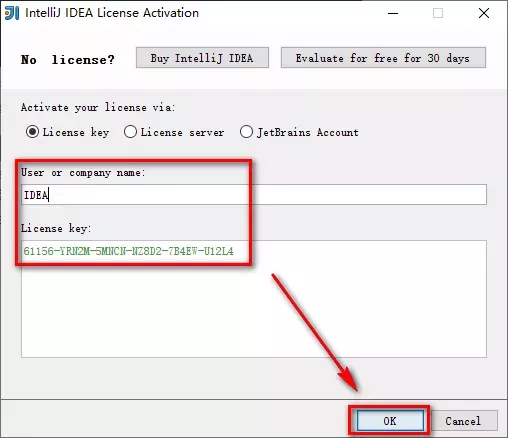 IntelliJ IDEA License Activation
No license?
Buy IntelliJ IDEA
Evaluate for free for 30 days
Activate your license via:
License key
License server
JetBrains Account
User or company name:
IDEA
License key:
61156-YRN2M-5MNCN-NZ8D2-7B4EW-U12L4
OK
Cancel